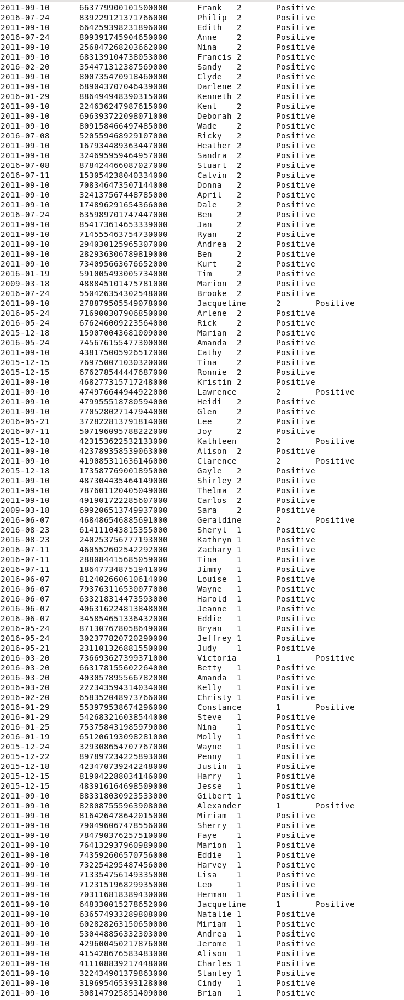 2011-09-10 663779900101500000 Frank 2 Positive
2016-07-24 839229121371766000 Philip 2 Positive
2011-09-10 664259398231896000 Edith 2 Positive
2016-07-24 809391745904650000 Anne 2 Positive
2011-09-10 256847268203662000 Nina 2 Positive
2011-09-10 683139104738053000 Francis 2 Positive
2016-02-20 354471312387569000 Sandy 2 Positive
2011-09-10 800735470918460000 Clyde 2 Positive
2011-09-10 689043707046439000 Darlene 2 Positive
2016-01-29 886494948390315000 Kenneth 2 Positive
2011-09-10 224636247987615000 Kent 2 Positive
2011-09-10 696393722098071000 Deborah 2 Positive
2011-09-10 809158466497485000 Wade 2 Positive
2016-07-08 520559468929107000 Ricky 2 Positive
2011-09-10 167934489363447000 Heather 2 Positive
2011-09-10 324695959464957000 Sandra 2 Positive
2016-07-08 878424466087027000 Stuart 2 Positive
2016-07-11 153054238040334000 Calvin 2 Positive
2011-09-10 708346473507144000 Donna 2 Positive
2011-09-10 324137567448785000 April 2 Positive
2011-09-10 174896291654366000 Dale 2 Positive
2016-07-24 635989701747447000 Ben 2 Positive
2011-09-10 854173614653339000 Jan 2 Positive
2011-09-10 714555463754730000 Ryan 2 Positive
2011-09-10 294030125965307000 Andrea 2 Positive
2011-09-10 282936306789819000 Ben 2 Positive
2011-09-10 734095663676652000 Kurt 2 Positive
2016-01-19 591005493005734000 Tim 2 Positive
2009-03-18 488845101475781000 Marion 2 Positive
2016-07-24 550426354302548000 Brooke 2 Positive
2011-09-10 278879505549078000 Jacqueline 2 Positive
2016-05-24 716900307906850000 Arlene 2 Positive
2016-05-24 676246009223564000 Rick 2 Positive
2015-12-18 159070043681009000 Marian 2 Positive
2016-05-24 745676155477300000 Amanda 2 Positive
2011-09-10 438175005926512000 Cathy 2 Positive
2015-12-15 769750071030320000 Tina 2 Positive
2015-12-15 676278544447687000 Ronnie 2 Positive
2011-09-10 468277315717248000 Kristin 2 Positive
2011-09-10 474976644944922000 Lawrence 2 Positive
2011-09-10 479955518780594000 Heidi 2 Positive
2011-09-10 770528027147944000 Glen 2 Positive
2016-05-21 372822813791814000 Lee 2 Positive
2016-07-11 507196095788222000 Joy 2 Positive
2015-12-18 423153622532133000 Kathleen 2 Positive
2011-09-10 423789358539063000 Alison 2 Positive
2011-09-10 419085311636146000 Clarence 2 Positive
2015-12-18 173587769001895000 Gayle 2 Positive
2011-09-10 487304435464149000 Shirley 2 Positive
2011-09-10 787601120405049000 Thelma 2 Positive
2011-09-10 491901722285607000 Carlos 2 Positive
2009-03-18 699206513749937000 Sara 2 Positive
2016-06-07 468486546885691000 Geraldine 2 Positive
2016-08-23 614111043815355000 Sheryl 1 Positive
2016-08-23 240253756777193000 Kathryn 1 Positive
2016-07-11 460552602542292000 Zachary 1 Positive
2016-07-11 288084415685059000 Tina 1 Positive
2016-07-11 186477348751941000 Jimmy 1 Positive
2016-06-07 812402660610614000 Louise 1 Positive
2016-06-07 793763116530077000 Wayne 1 Positive
2016-06-07 633218314473593000 Harold 1 Positive
2016-06-07 406316224813848000 Jeanne 1 Positive
2016-06-07 345854651336432000 Eddie 1 Positive
2016-05-24 871307678058649000 Bryan 1 Positive
2016-05-24 302377820720290000 Jeffrey 1 Positive
2016-05-21 231101326881550000 Judy 1 Positive
2016-03-20 736693627399371000 Victoria 1 Positive
2016-03-20 663178155602264000 Betty 1 Positive
2016-03-20 403057895566782000 Amanda 1 Positive
2016-03-20 222343594314034000 Kelly 1 Positive
2016-02-20 658352048973766000 Christy 1 Positive
2016-01-29 553979538674296000 Constance 1 Positive
2016-01-29 542683216038544000 Steve 1 Positive
2016-01-25 753758431985979000 Nina 1 Positive
2016-01-19 651206193098281000 Molly 1 Positive
2015-12-24 329308654707767000 Wayne 1 Positive
2015-12-22 897897234225893000 Penny 1 Positive
2015-12-18 423470739242248000 Justin 1 Positive
2015-12-15 819042288034146000 Harry 1 Positive
2015-12-15 483916164698509000 Jesse 1 Positive
2011-09-10 883318030923533000 Gilbert 1 Positive
2011-09-10 828087555963908000 Alexander 1 Positive
2011-09-10 816426478642015000 Miriam 1 Positive
2011-09-10 790496067478556000 Sherry 1 Positive
2011-09-10 784790376257510000 Faye 1 Positive
2011-09-10 764132937960989000 Marion 1 Positive
2011-09-10 743592606570756000 Eddie 1 Positive
2011-09-10 732254295487456000 Harvey 1 Positive
2011-09-10 713354756149335000 Lisa 1 Positive
2011-09-10 712315196829935000 Leo 1 Positive
2011-09-10 703116818389430000 Herman 1 Positive
2011-09-10 648330015278652000 Jacqueline 1 Positive
2011-09-10 636574933289808000 Natalie 1 Positive
2011-09-10 602828263150650000 Miriam 1 Positive
2011-09-10 530448856332303000 Andrea 1 Positive
2011-09-10 429600450217876000 Jerome 1 Positive
2011-09-10 415428676583483000 Alison 1 Positive
2011-09-10 411108839217448000 Charles 1 Positive
2011-09-10 322434901379863000 Stanley 1 Positive
2011-09-10 319695465393128000 Cindy 1 Positive
2011-09-10 308147925851409000 Brian 1 Positive